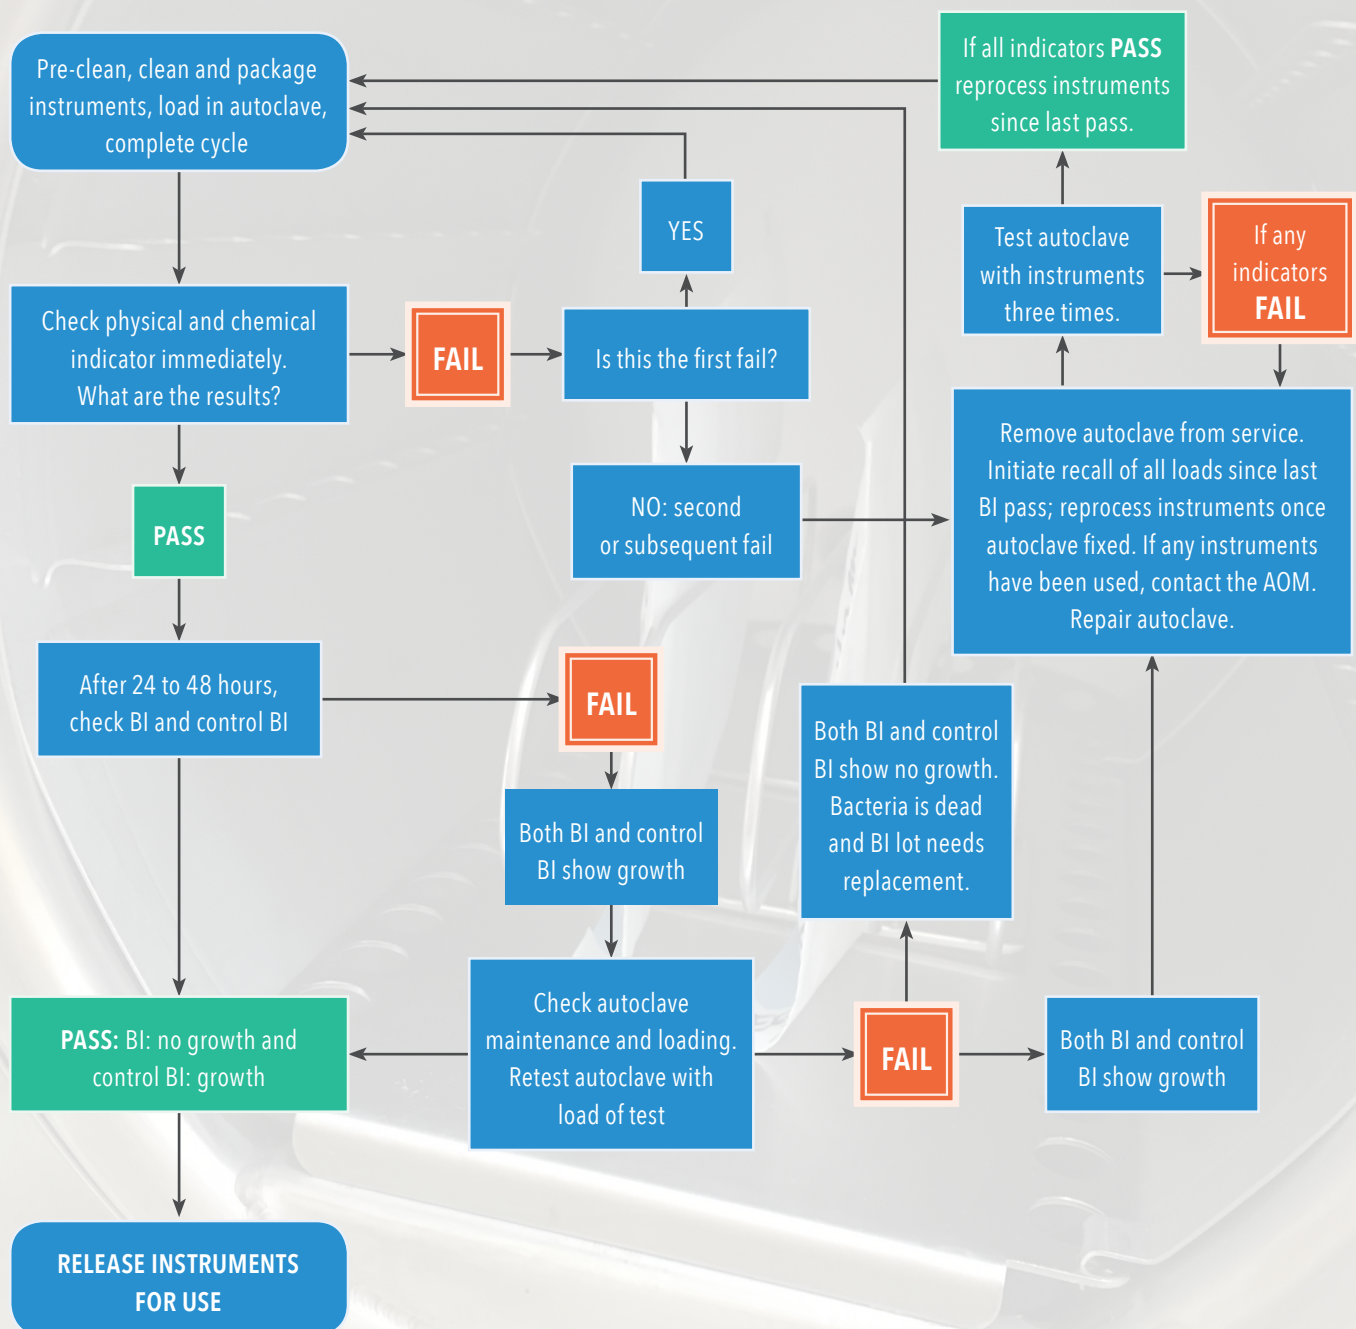 Pre-clean, clean and package
instruments, load in autoclave,
complete cycle
If all indicators PASS
reprocess instruments
since last pass.
YES
Test autoclave
with instruments
three times.
If any
indicators
FAIL
Check physical and chemical
indicator immediately.
What are the results?
FAIL
Is this the first fail?
Remove autoclave from service.
Initiate recall of all loads since last
BI pass; reprocess instruments once
autoclave fixed. If any instruments
have been used, contact the AOM.
Repair autoclave.
PASS
NO: second
or subsequent fail
After 24 to 48 hours,
check BI and control BI
FAIL
Both BI and control
BI show no growth.
Bacteria is dead
and BI lot needs
replacement.
Both BI and control
BI show growth
PASS: BI: no growth and
control BI: growth
Check autoclave
maintenance and loading.
Retest autoclave with
load of test
FAIL
Both BI and control
BI show growth
RELEASE INSTRUMENTS
FOR USE